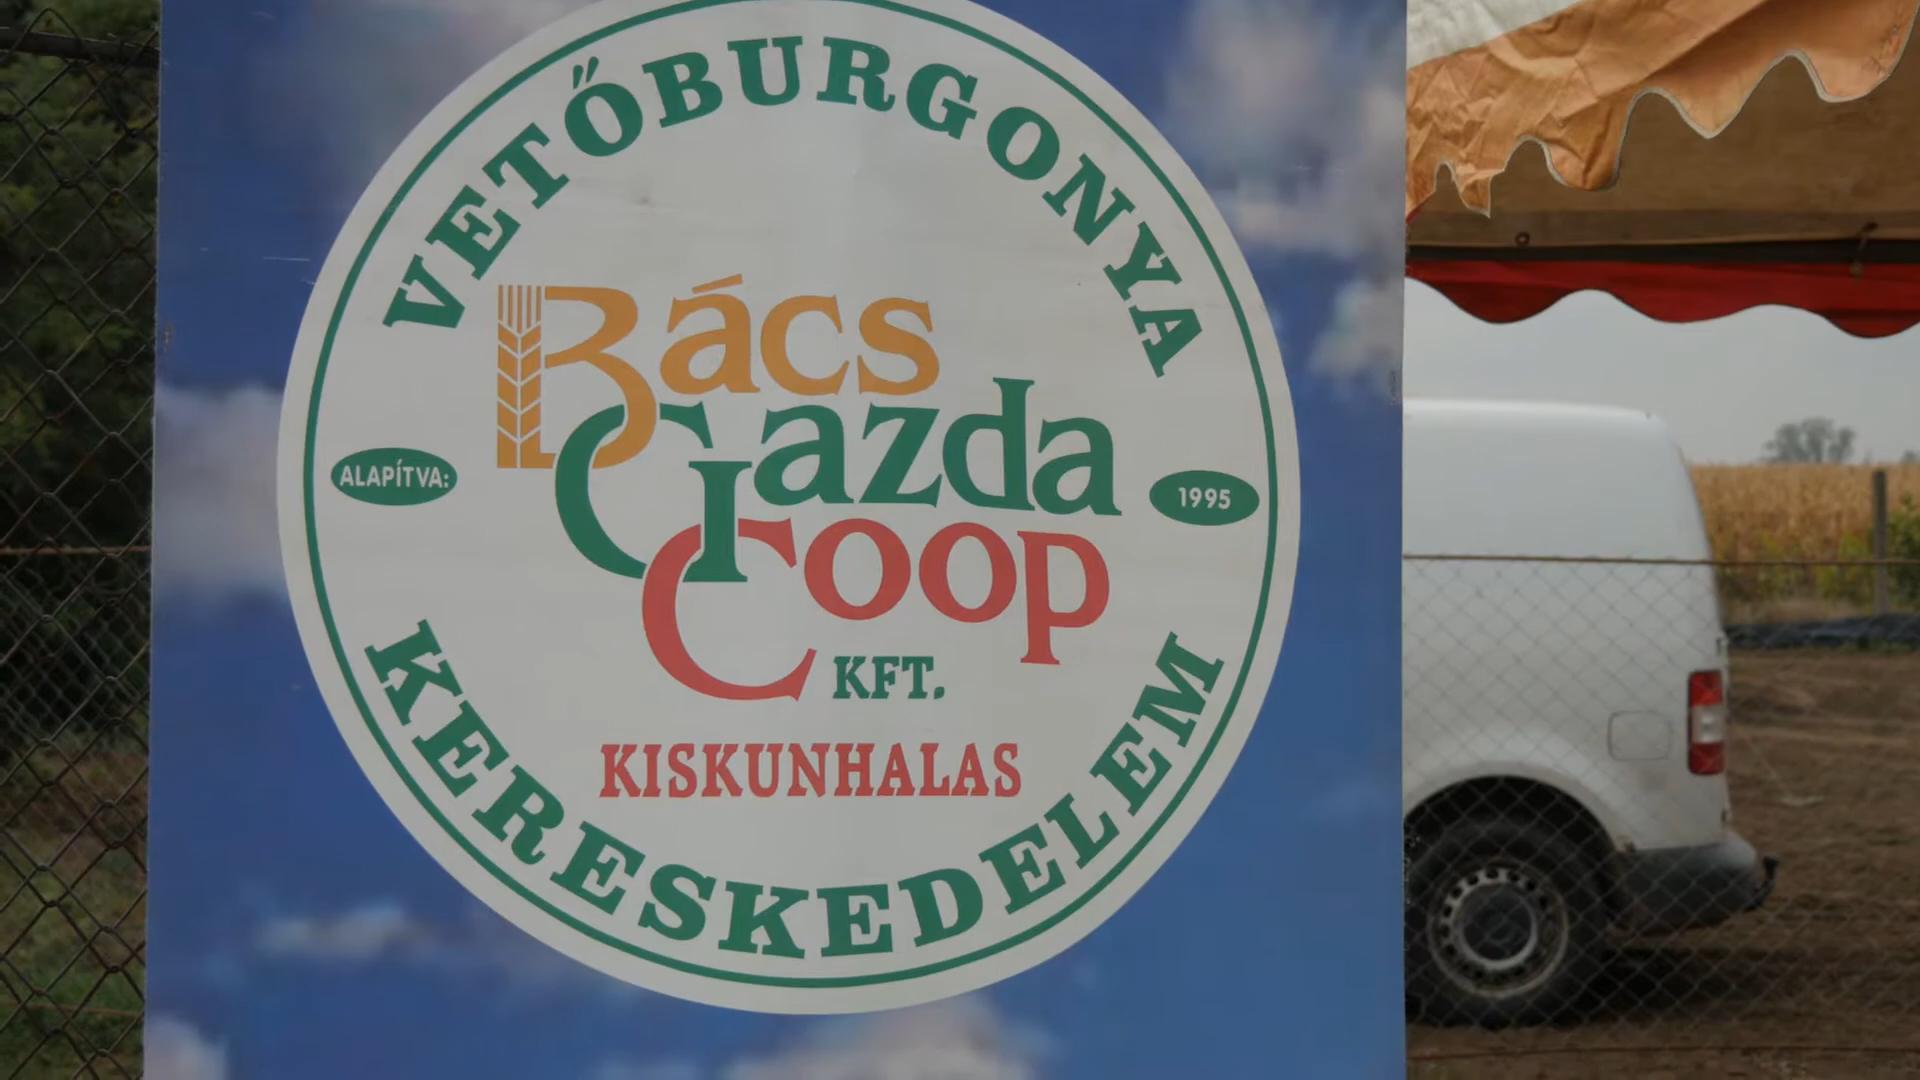 VETŐBURGONYA
Bács
Gazda
Coop
KFT.
ALAPÍTVA:
1995
KISKUNHALAS
KERESKEDELEM